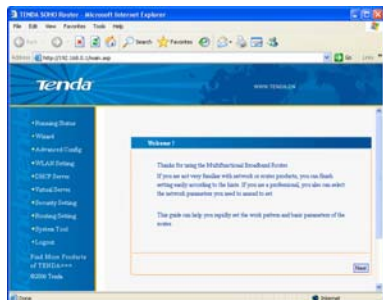 TENDA SOHO Router - Microsoft Internet Explorer
File Edit View Favorites Tools Help
Search Favorites
Tenda
Running Status
Wizard
Advanced Config
WLAN Setting
DHCP Server
Virtual Server
Security Setting
Routing Setting
System Tool
Logout
Find More Products
of TENDA>>>
©2006 Tenda
Welcome !
Thanks for using the Multifunctional Broadband Router.
If you are not very familiar with network or router products, you can finish
setting easily according to the hints. If you are a professional, you also can select
the network parameters you need to amend to set.
This guide can help you rapidly set the work pattern and basic parameters of the
router.
Next
Done
Internet